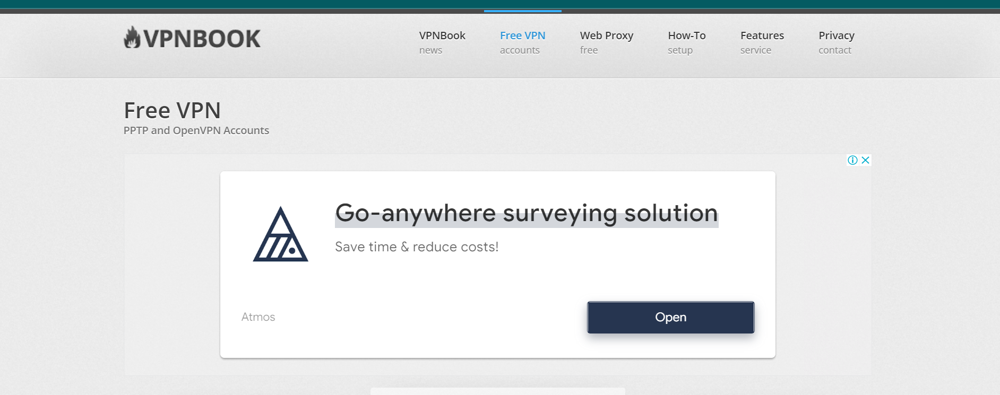 VPNBOOK
VPNBook
news
Free VPN
accounts
Web Proxy
free
How-To
setup
Features
service
Privacy
contact
Free VPN
PPTP and OpenVPN Accounts
Go-anywhere surveying solution
Save time & reduce costs!
Atmos
Open